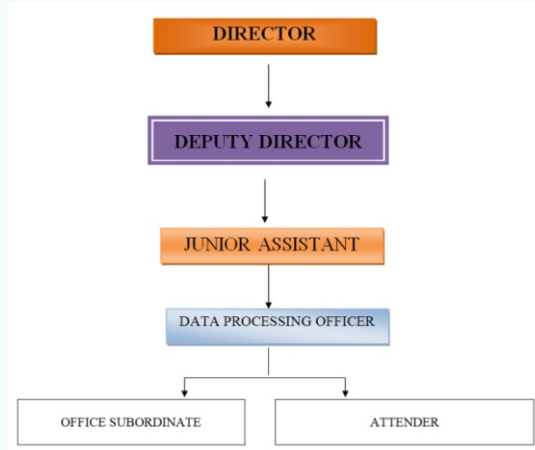 DIRECTOR
DEPUTY DIRECTOR
JUNIOR ASSISTANT
DATA PROCESSING OFFICER
OFFICE SUBORDINATE
ATTENDER